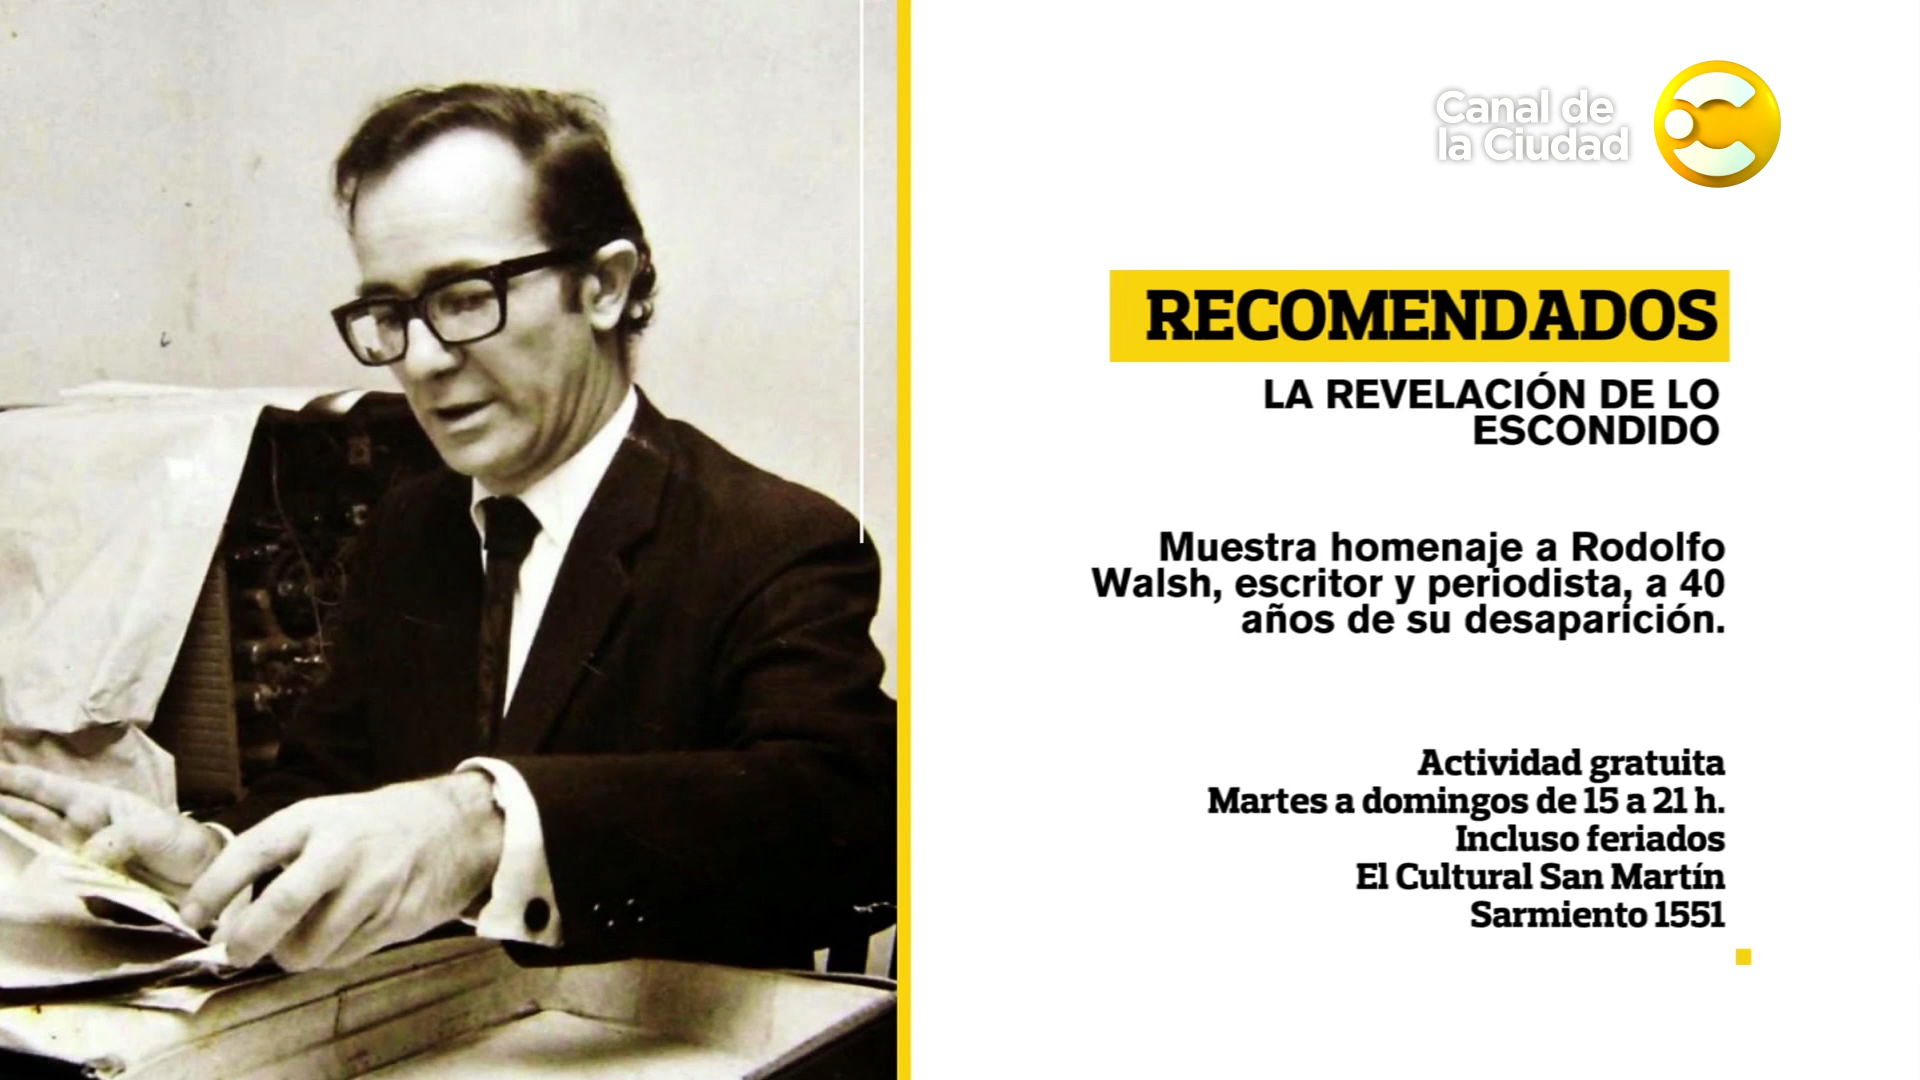 Canal de
la Ciudad
RECOMENDADOS
LA REVELACIÓN DE LO
ESCONDIDO
Muestra homenaje a Rodolfo
Walsh, escritor y periodista, a 40
años de su desaparición.
Actividad gratuita
Martes a domingos de 15 a 21 h.
Incluso feriados
El Cultural San Martín
Sarmiento 1551